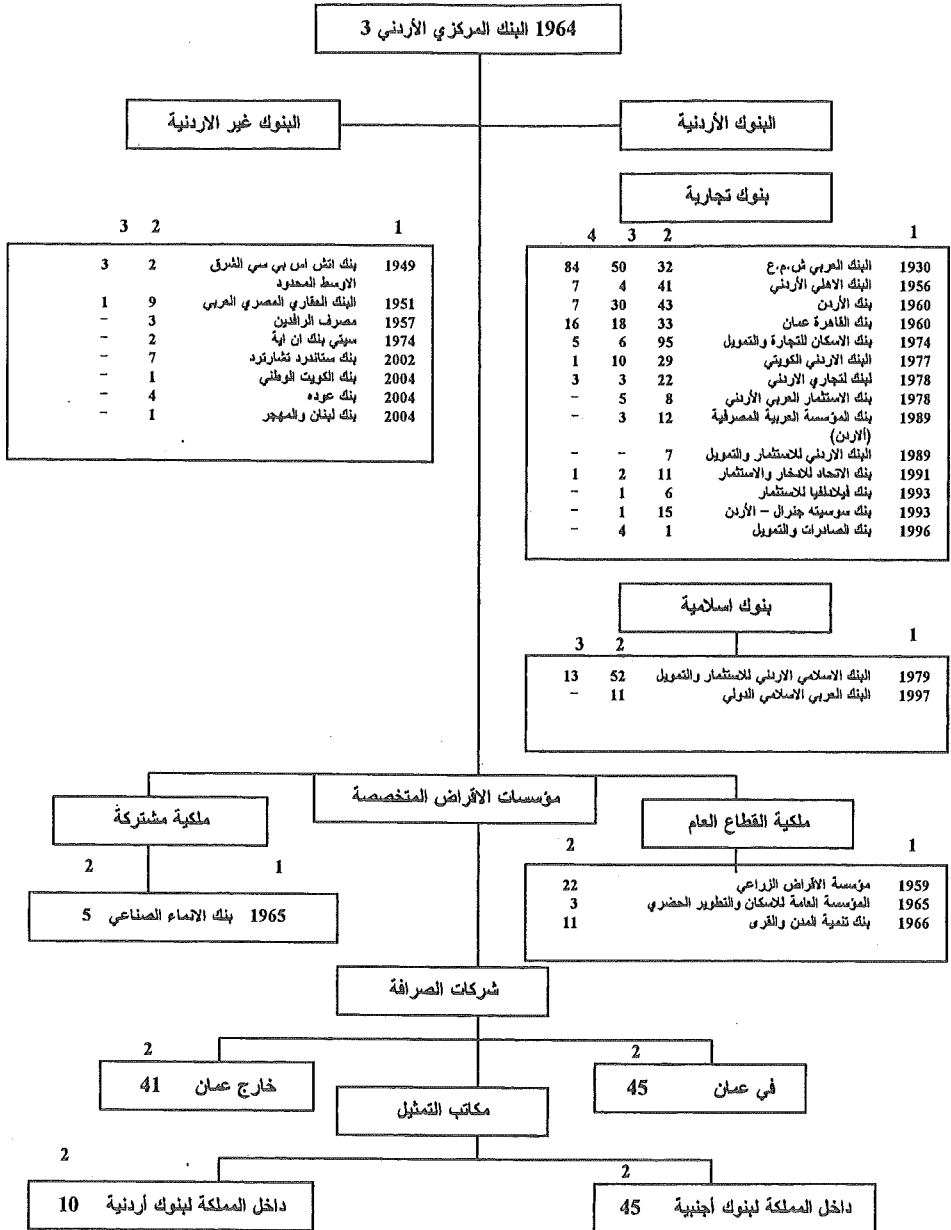 1964 البنك المركزي الأردني 3
البنوك الأردنية
البنوك غير الاردنية
بنوك تجارية
1 2 3 4
1930 البنك العربي ش.م.ع 32 50 84
1956 البنك الاهلي الأردني 41 4 7
1960 بنك الأردن 43 30 7
1960 بنك القاهرة عمان 33 18 16
1974 بنك الاسكان للتجارة والتمويل 95 6 5
1977 البنك الاردني الكويتي 29 10 1
1978 لبنك لتجاري الاردني 22 3 3
1978 بنك الاستثمار العربي الأردني 8 5 -
1989 بنك المؤسسة العربية المصرفية 12 3 -
(ألاردن)
1989 البنك الاردني للاستثمار والتمويل 7 - -
1991 بنك الاتحاد للادخار والاستثمار 11 2 1
1993 بنك فيلادلفيا للاستثمار 6 1 -
1993 بنك سوسيته جنرال – الأردن 15 1 -
1996 بنك الصادرات والتمويل 1 4 -
1 2 3
1949 بنك اتش اس بي سي الشرق 2 3
الاوسط المحدود
1951 البنك العقاري المصري العربي 9 1
1957 مصرف الرافدين 3 -
1974 سيتي بنك ان اية 2 -
2002 بنك ستاندرد تشارترد 7 -
2004 بنك الكويت الوطني 1 -
2004 بنك عوده 4 -
2004 بنك لبنان والمهجر 1 -
بنوك اسلامية
1 2 3
1979 البنك الاسلامي الاردني للاستثمار والتمويل 52 13
1997 البنك العربي الاسلامي الدولي 11 -
مؤسسات الاقراض المتخصصة
ملكية القطاع العام
1 2
1959 مؤسسة الاقراض الزراعي 22
1965 المؤسسة العامة للاسكان والتطوير الحضري 3
1966 بنك تنمية المدن والقرى 11
ملكية مشتركة
1 2
1965 بنك الانماء الصناعي 5
شركات الصرافة
2
في عمان 45
2
خارج عمان 41
مكاتب التمثيل
2
داخل المملكة لبنوك أجنبية 45
2
داخل المملكة لبنوك أردنية 10